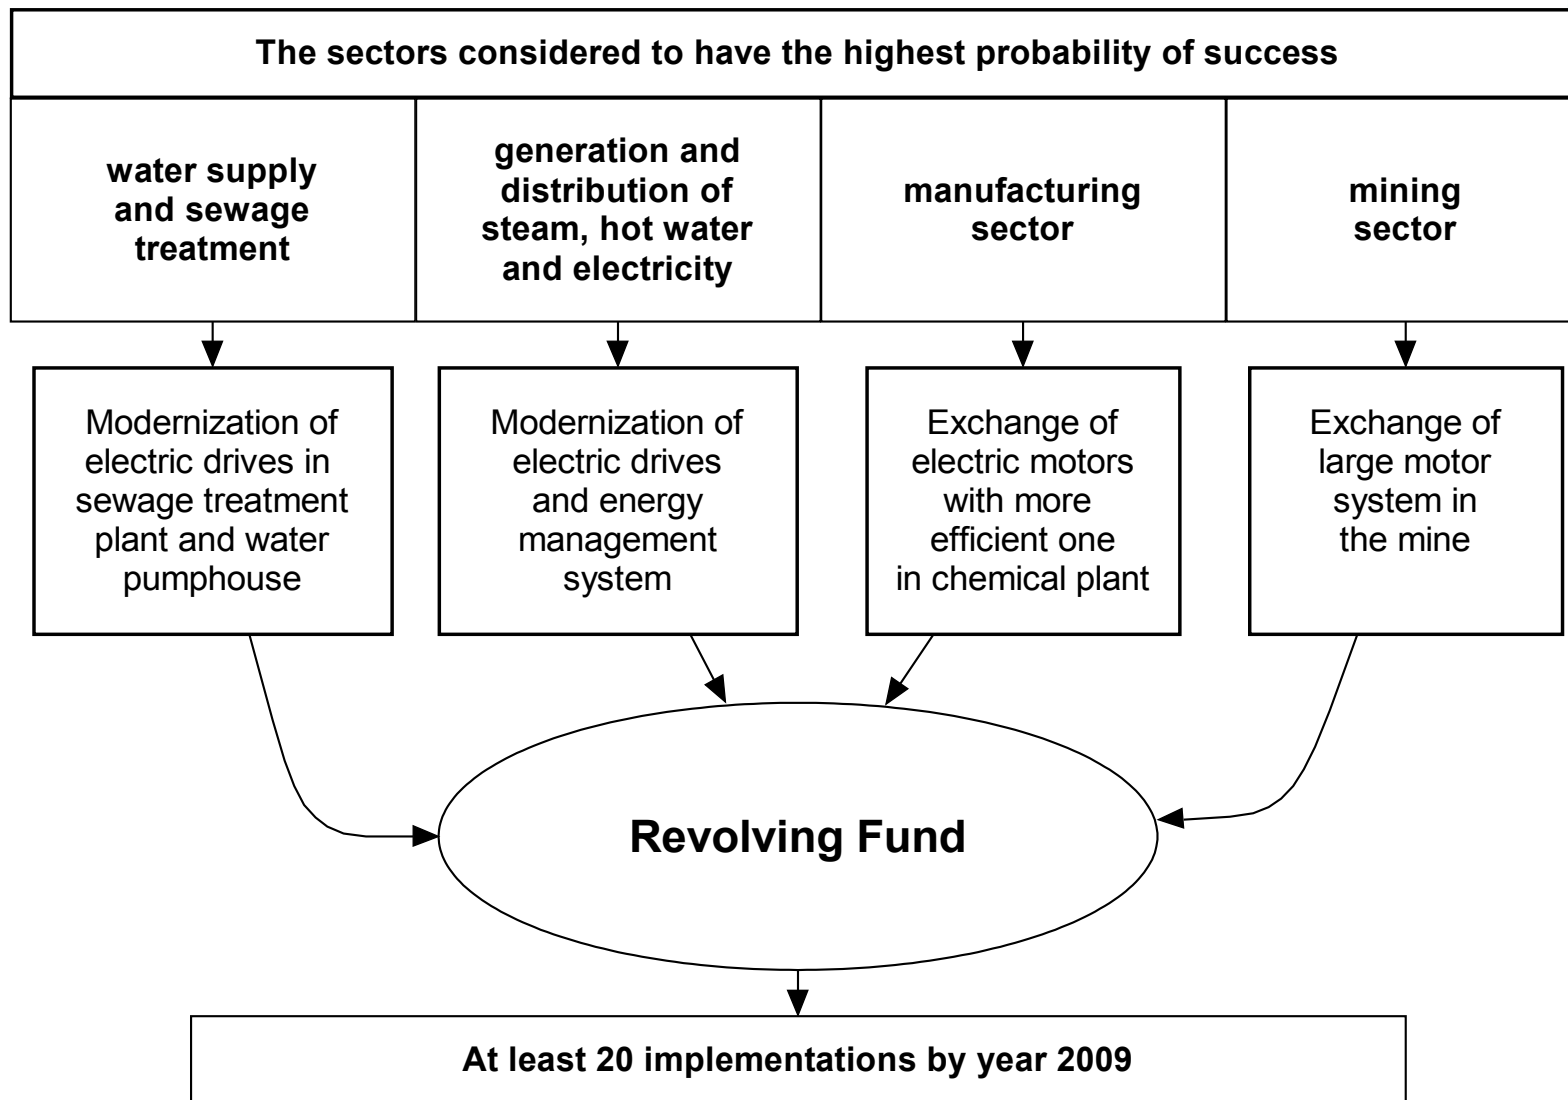 The sectors considered to have the highest probability of success
water supply
and sewage
treatment
generation and
distribution of
steam, hot water
and electricity
manufacturing
sector
mining
sector
Modernization of
electric drives in
sewage treatment
plant and water
pumphouse
Modernization of
electric drives
and energy
management
system
Exchange of
electric motors
with more
efficient one
in chemical plant
Exchange of
large motor
system in
the mine
Revolving Fund
At least 20 implementations by year 2009